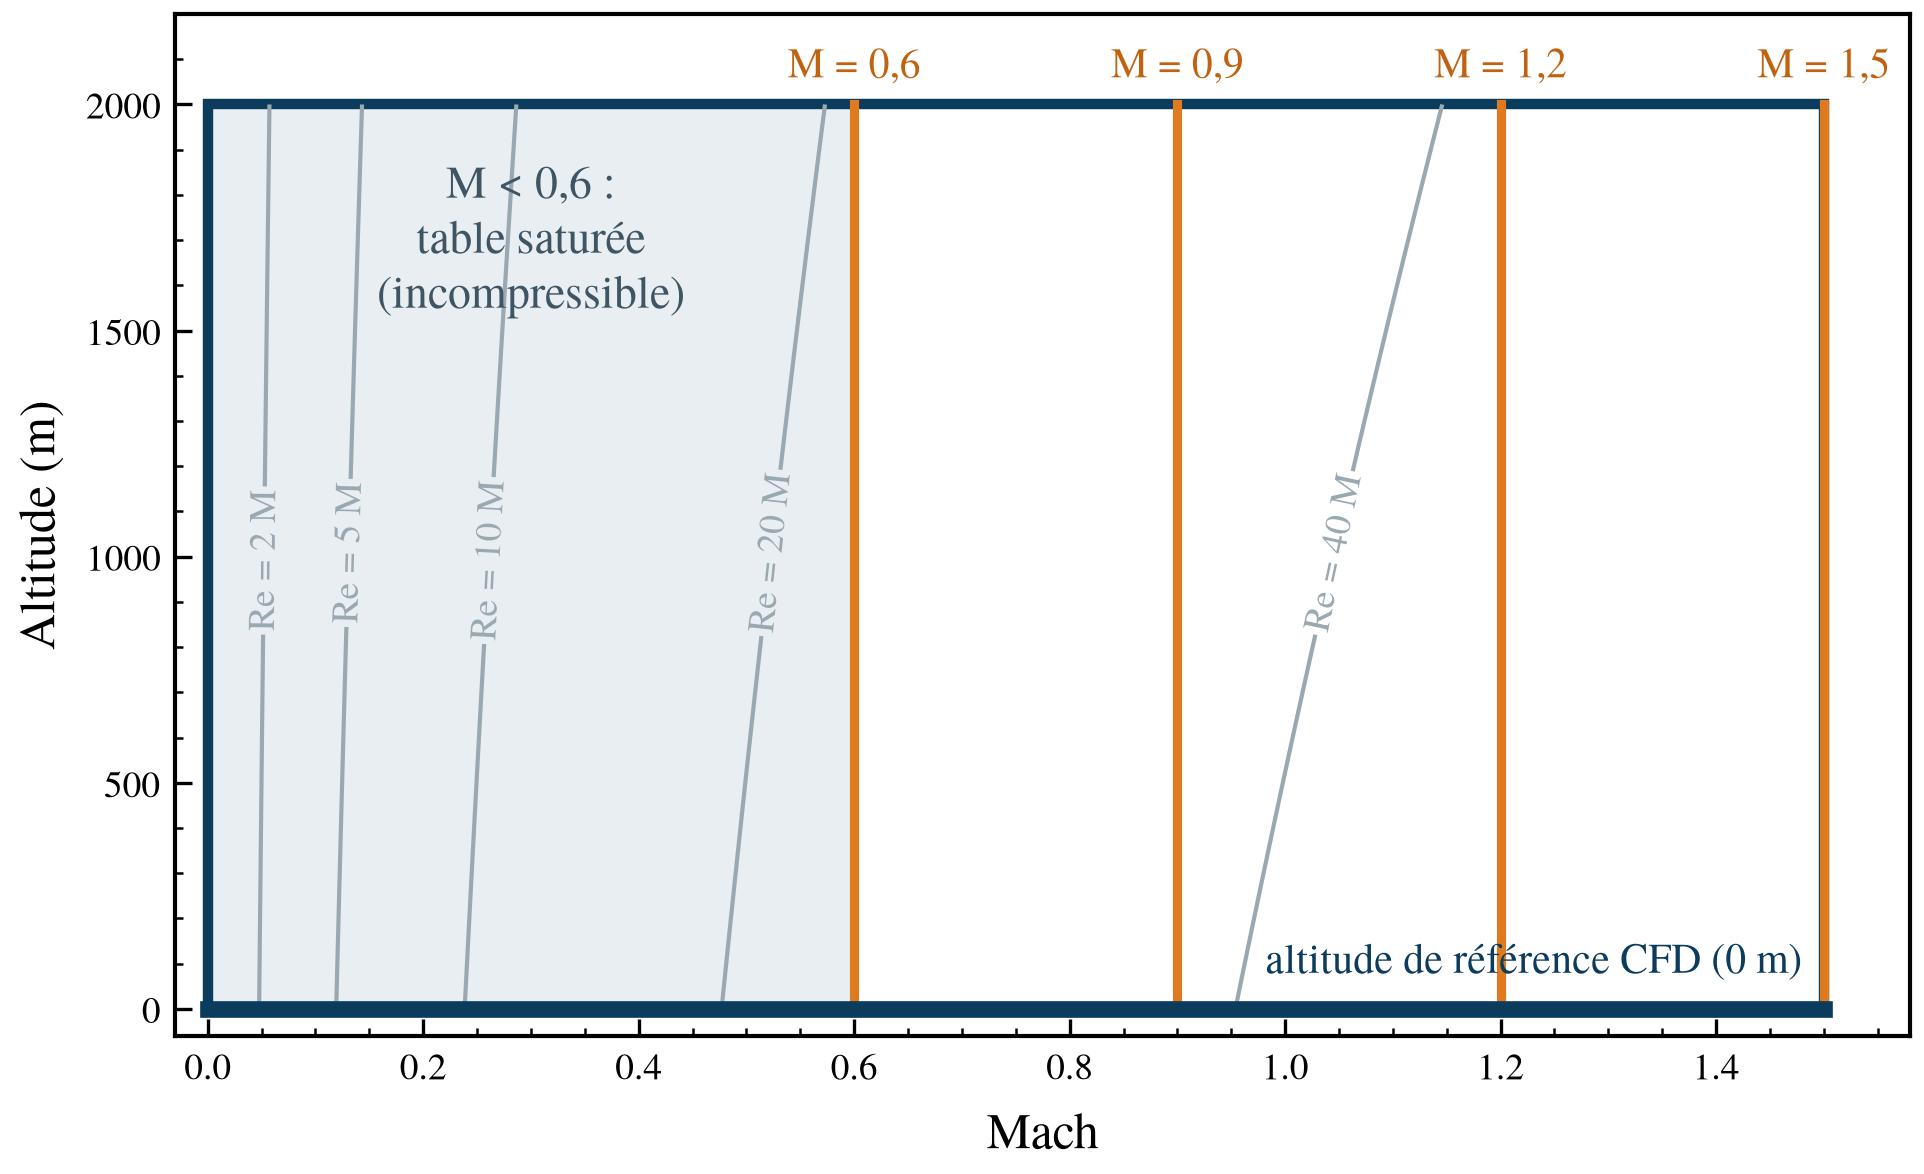 M = 0,6
M = 0,9
M = 1,2
M = 1,5
2000
M < 0,6 :
table saturée
(incompressible)
1500
Altitude (m)
1000
Re = 2 M
Re = 5 M
Re = 10 M
Re = 20 M
Re = 40 M
500
altitude de référence CFD (0 m)
0
0.0
0.2
0.4
0.6
0.8
1.0
1.2
1.4
Mach